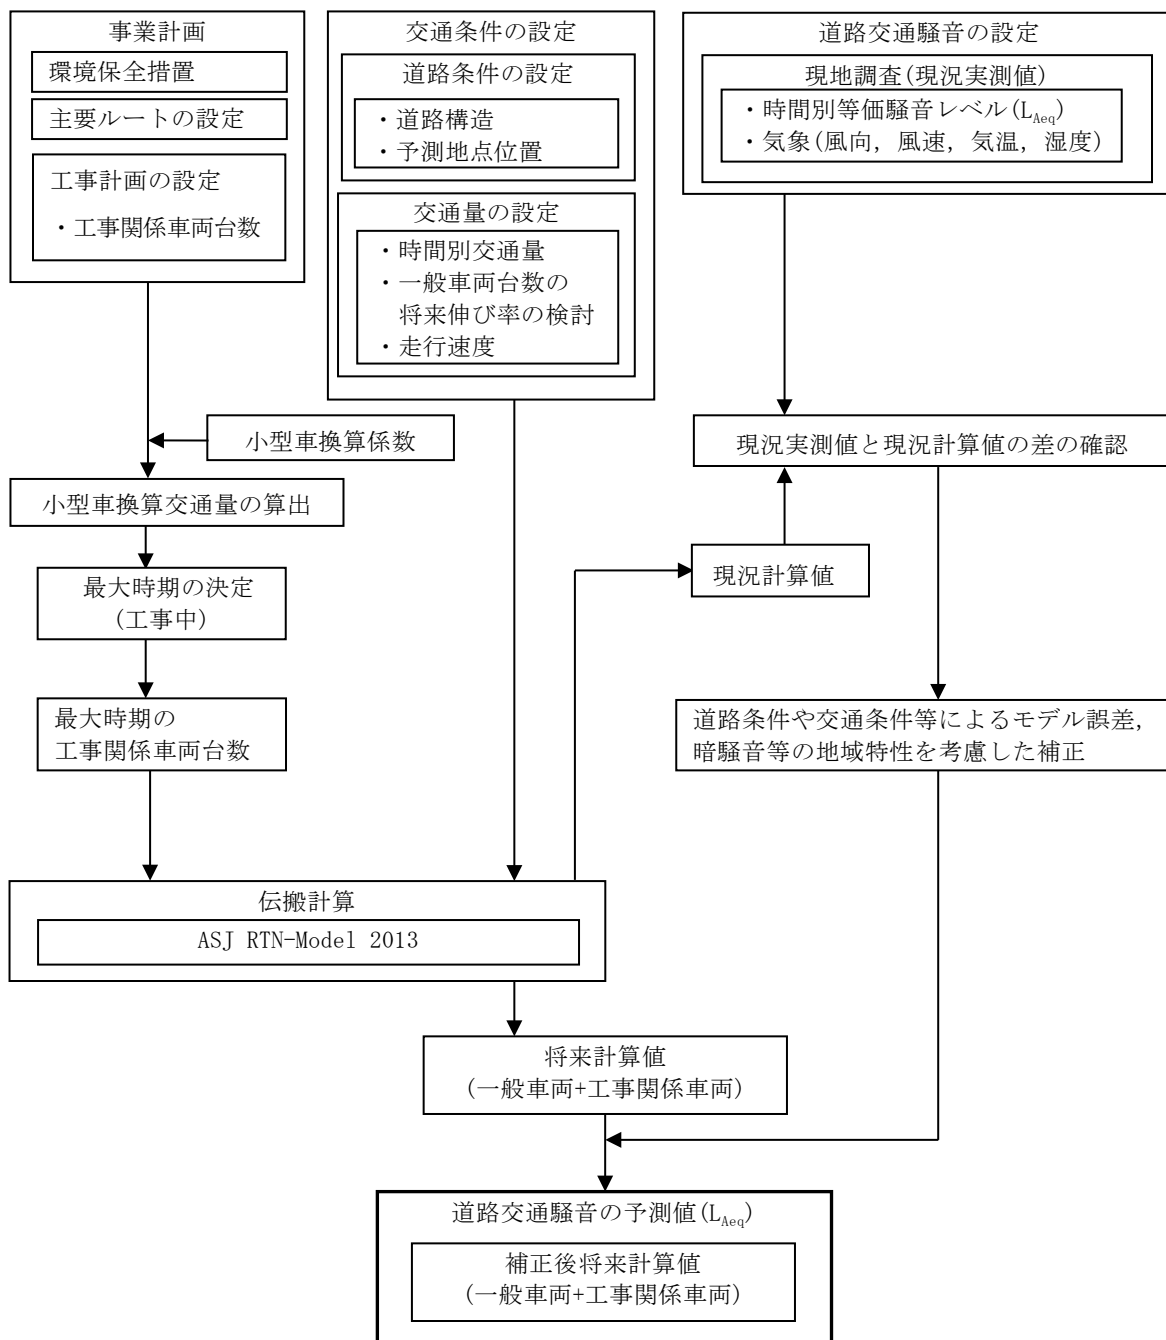 事業計画
環境保全措置
主要ルートの設定
工事計画の設定
・工事関係車両台数
交通条件の設定
道路条件の設定
・道路構造
・予測地点位置
交通量の設定
・時間別交通量
・一般車両台数の
将来伸び率の検討
・走行速度
道路交通騒音の設定
現地調査(現況実測値)
・時間別等価騒音レベル(LAeq)
・気象(風向，風速，気温，湿度)
小型車換算係数
現況実測値と現況計算値の差の確認
小型車換算交通量の算出
現況計算値
最大時期の決定
(工事中)
最大時期の
工事関係車両台数
道路条件や交通条件等によるモデル誤差，
暗騒音等の地域特性を考慮した補正
伝搬計算
ASJ RTN-Model 2013
将来計算値
(一般車両+工事関係車両)
道路交通騒音の予測値(LAeq)
補正後将来計算値
(一般車両+工事関係車両)